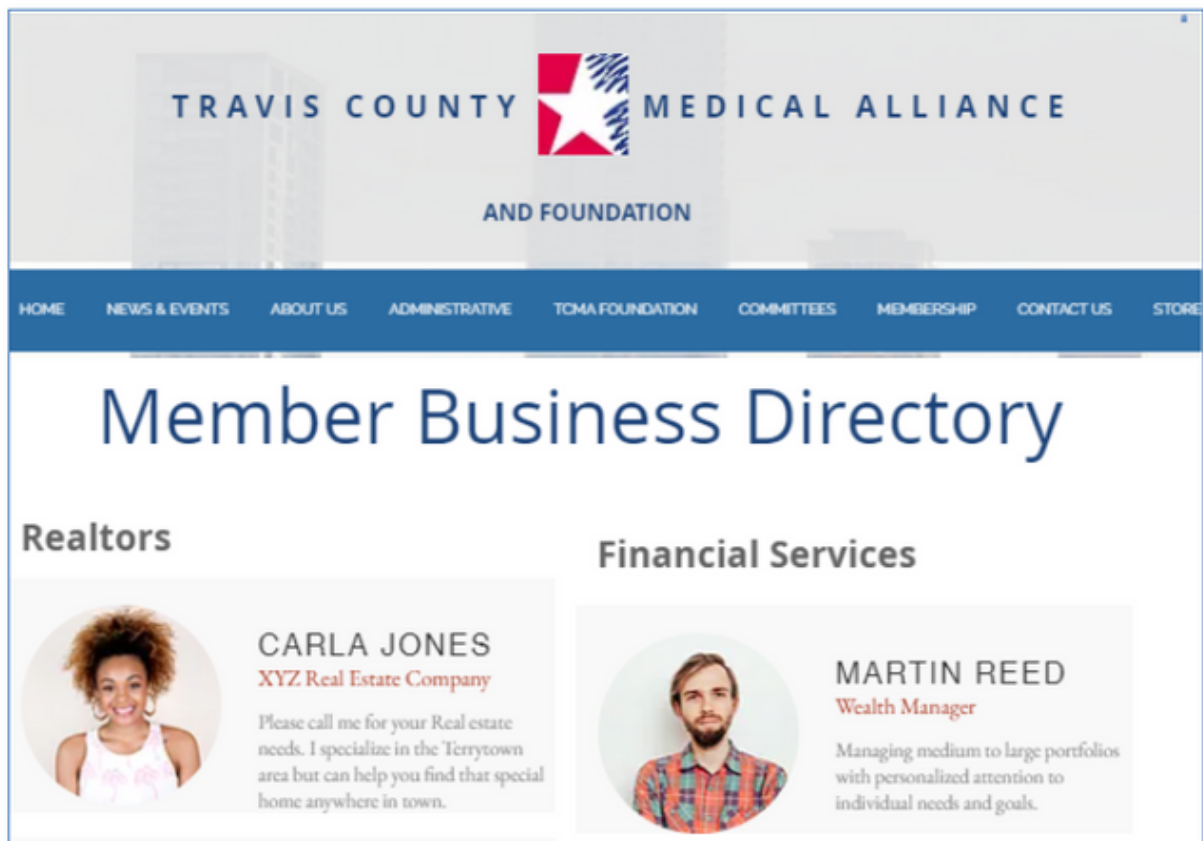 TRAVIS COUNTY MEDICAL ALLIANCE
AND FOUNDATION
HOME NEWS & EVENTS ABOUT US ADMINISTRATIVE TCMA FOUNDATION COMMITTEES MEMBERSHIP CONTACT US STORE
Member Business Directory
Realtors
CARLA JONES
XYZ Real Estate Company
Please call me for your Real estate
needs. I specialize in the Terrytown
area but can help you find that special
home anywhere in town.
Financial Services
MARTIN REED
Wealth Manager
Managing medium to large portfolios
with personalized attention to
individual needs and goals.